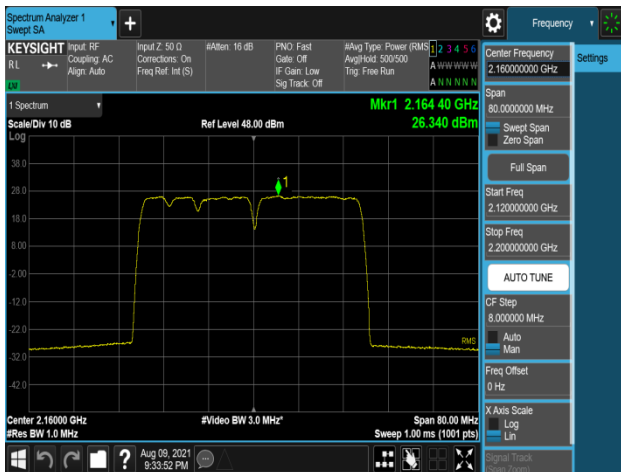 Spectrum Analyzer 1
Swept SA
+
Frequency
KEYSIGHT
RL
LXI
Input: RF
Coupling: AC
Align: Auto
Input Z: 50 Ω
Corrections: On
Freq Ref: Int (S)
#Atten: 16 dB
PNO: Fast
Gate: Off
IF Gain: Low
Sig Track: Off
#Avg Type: Power (RMS
Avg|Hold: 500/500
Trig: Free Run
1 2 3 4 5 6
A W W W W W
A N N N N N
1 Spectrum
Scale/Div 10 dB
Log
Ref Level 48.00 dBm
Mkr1 2.164 40 GHz
26.340 dBm
38.0
28.0
18.0
8.00
-2.00
-12.0
-22.0
-32.0
-42.0
1
RMS
Center 2.16000 GHz
#Res BW 1.0 MHz
#Video BW 3.0 MHz*
Span 80.00 MHz
Sweep 1.00 ms (1001 pts)
?
Aug 09, 2021
9:33:52 PM
Center Frequency
2.160000000 GHz
Span
80.0000000 MHz
Swept Span
Zero Span
Full Span
Start Freq
2.120000000 GHz
Stop Freq
2.200000000 GHz
AUTO TUNE
CF Step
8.000000 MHz
Auto
Man
Freq Offset
0 Hz
X Axis Scale
Log
Lin
Signal Track
(Span Zoom)
Settings